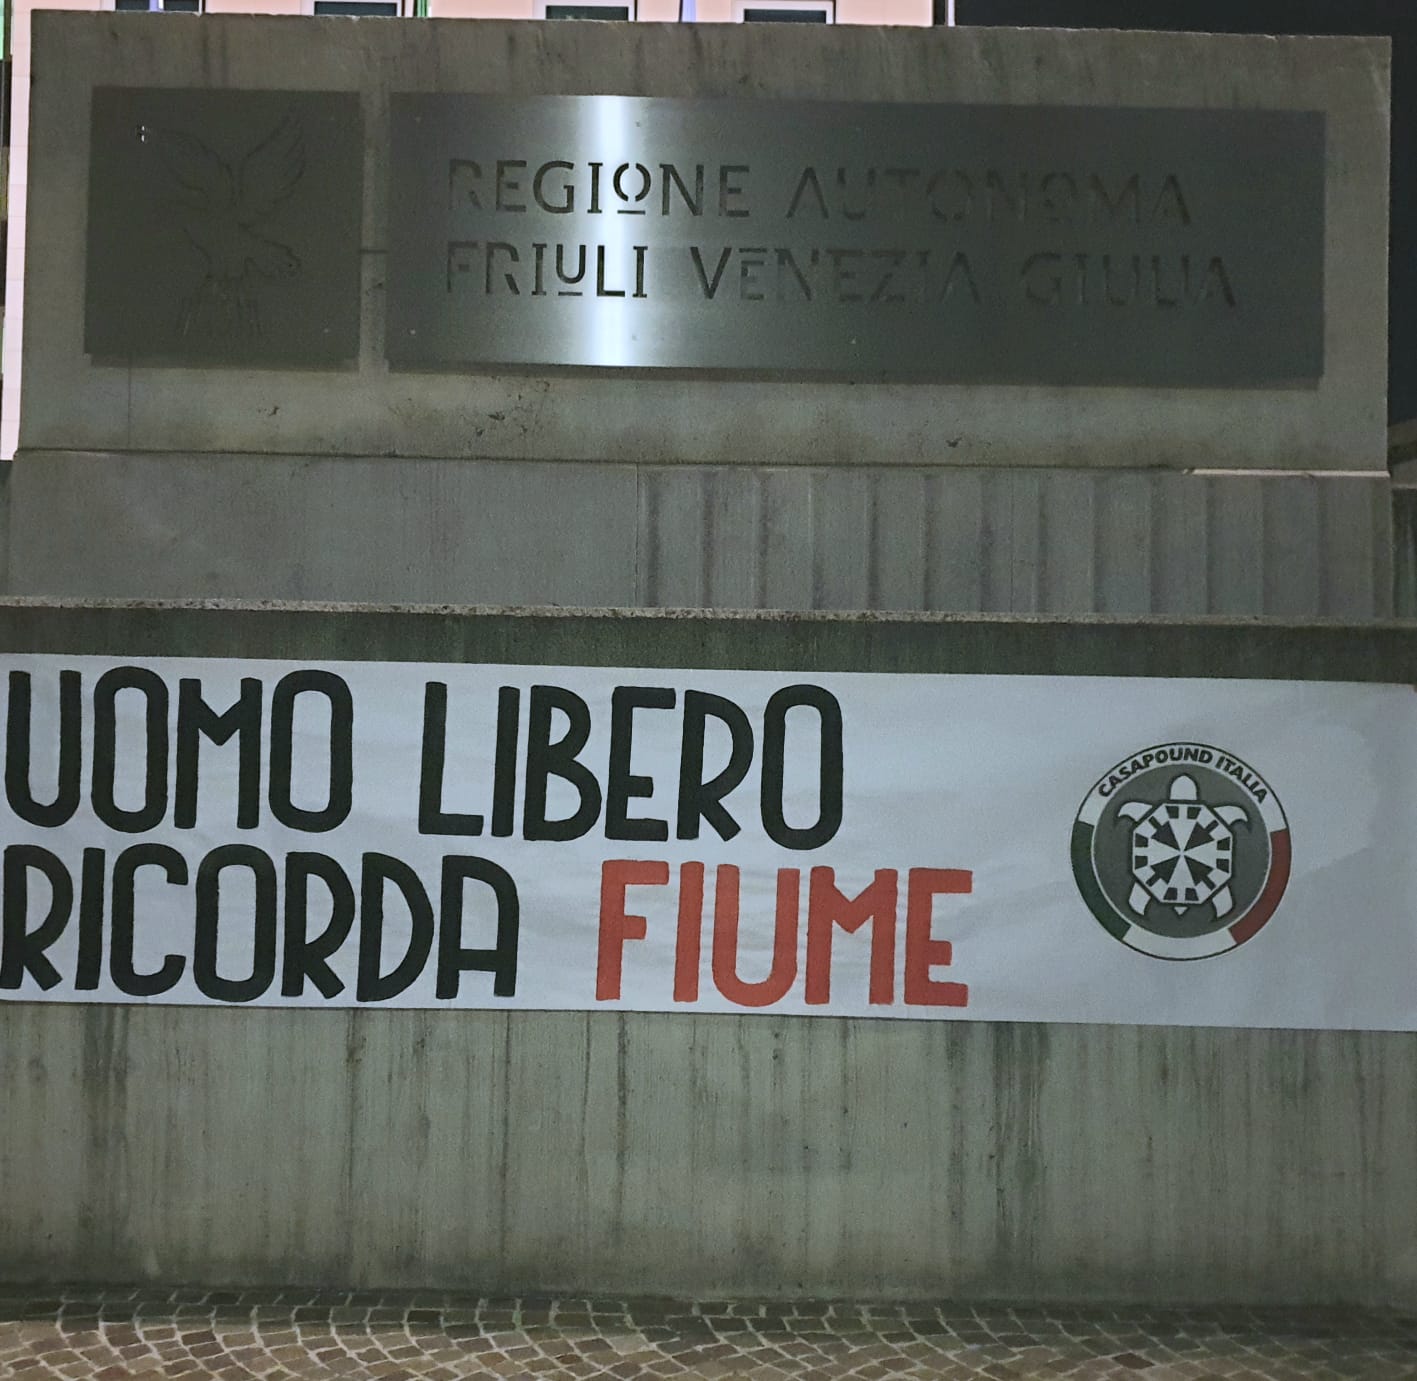 REGIONE AUTONOMA
FRIULI VENEZIA GIULIA
UOMO LIBERO
RICORDA FIUME
CASAPOUND ITALIA